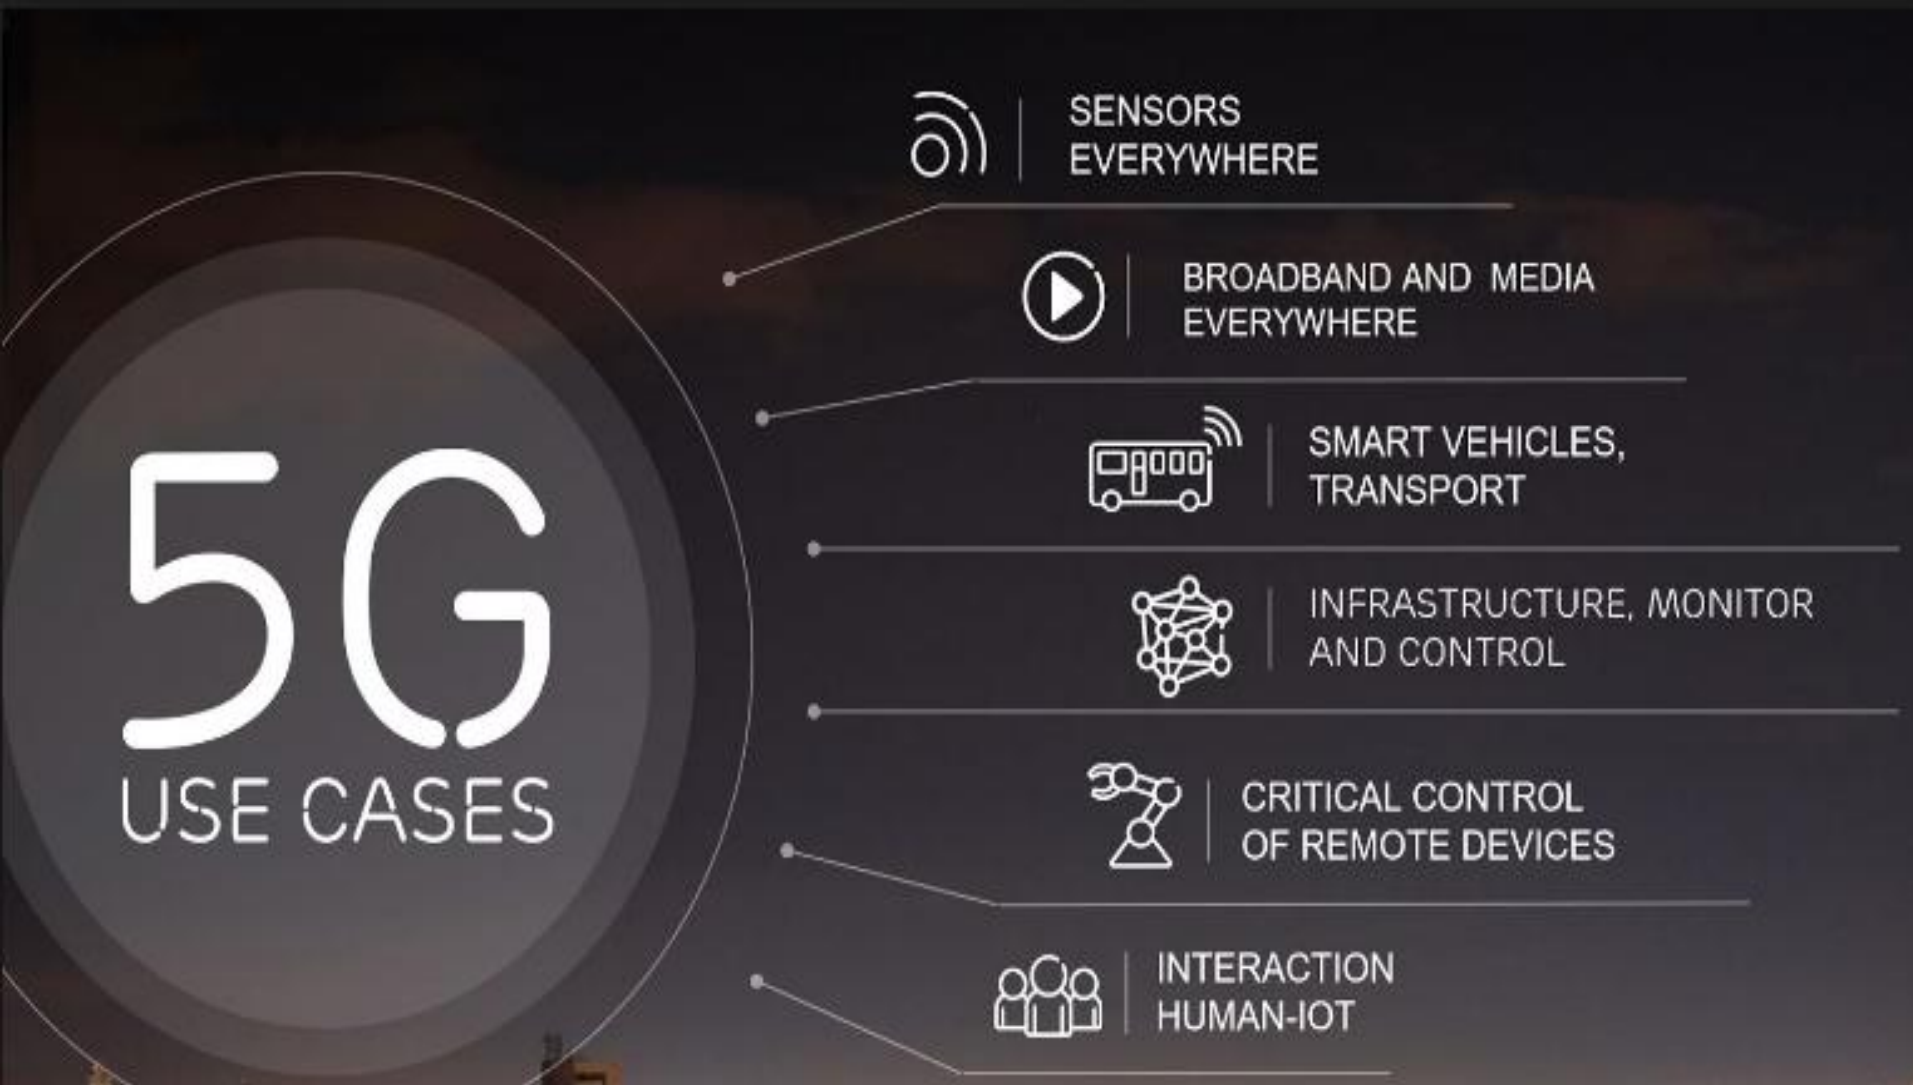 5G
USE CASES
SENSORS
EVERYWHERE
BROADBAND AND MEDIA
EVERYWHERE
SMART VEHICLES,
TRANSPORT
INFRASTRUCTURE, MONITOR
AND CONTROL
CRITICAL CONTROL
OF REMOTE DEVICES
INTERACTION
HUMAN-IOT